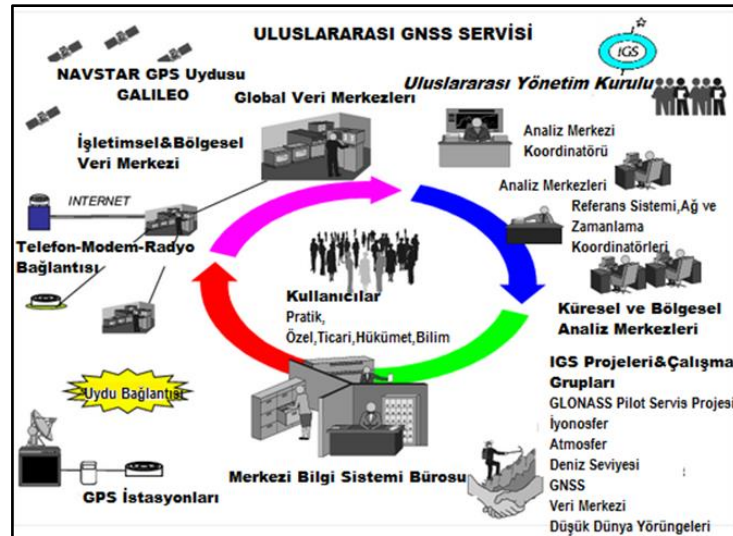 ULUSLARARASI GNSS SERVİSİ
IGS
NAVSTAR GPS Uydusu
GALILEO
Global Veri Merkezleri
Uluslararası Yönetim Kurulu
İşletimsel&Bölgesel
Veri Merkezi
Analiz Merkezi
Koordinatörü
INTERNET
Analiz Merkezleri
Referans Sistemi,Ağ ve
Zamanlama
Koordinatörleri
Telefon-Modem-Radyo
Bağlantısı
Kullanıcılar
Pratik,
Özel,Ticari,Hükümet,Bilim
Küresel ve Bölgesel
Analiz Merkezleri
IGS Projeleri&Çalışma
Grupları
GLONASS Pilot Servis Projesi
İyonosfer
Atmosfer
Deniz Seviyesi
GNSS
Veri Merkezi
Düşük Dünya Yörüngeleri
Uydu Bağlantısı
Merkezi Bilgi Sistemi Bürosu
GPS İstasyonları